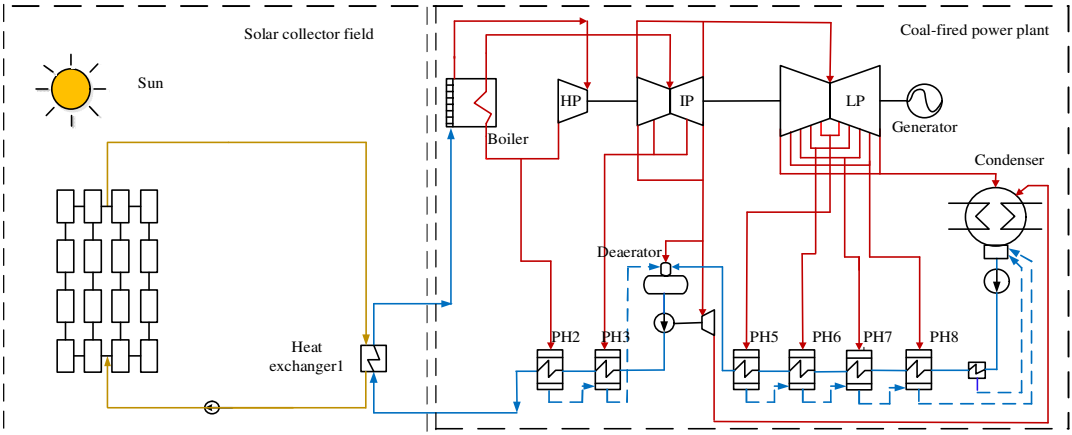 Solar collector field
Coal-fired power plant
Sun
HP
IP
LP
Boiler
Generator
Condenser
Deaerator
PH2
PH3
PH5
PH6
PH7
PH8
Heat
exchanger1